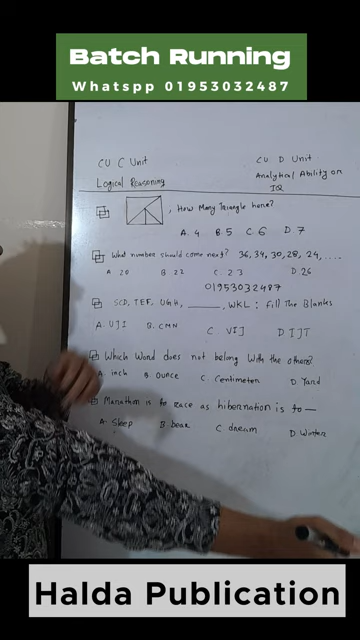 Batch Running
Whatspp 01953032487
CU C Unit
CU D Unit
Logical Reasoning
Analytical Ability or
IQ
, How Many Triangle here?
A. 4 B. 5 C. 6 D. 7
What number should come next? 36, 34, 30, 28, 24, ....
A 20 B 22 C. 23 D. 26
01953032487
SCD, TEF, UGH, ____, WKL : Fill The Blanks
A. UJI B. CMN C VIJ D IJT
Which Word does not belong With the others?
A. inch B. Ounce C. Centimeter D Yard
Marathon is to race as hibernation is to —
A. Sleep B. bear C. dream D. Winter
Halda Publication